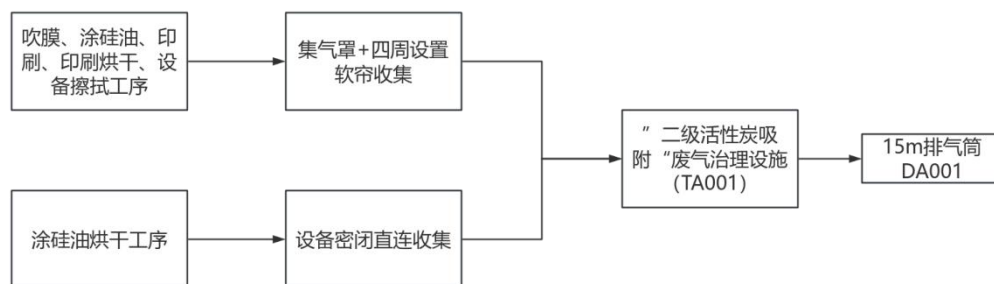 吹膜、涂硅油、印
刷、印刷烘干、设
备擦拭工序
集气罩+四周设置
软帘收集
”二级活性炭吸
附“废气治理设施
（TA001）
15m排气筒
DA001
涂硅油烘干工序
设备密闭直连收集